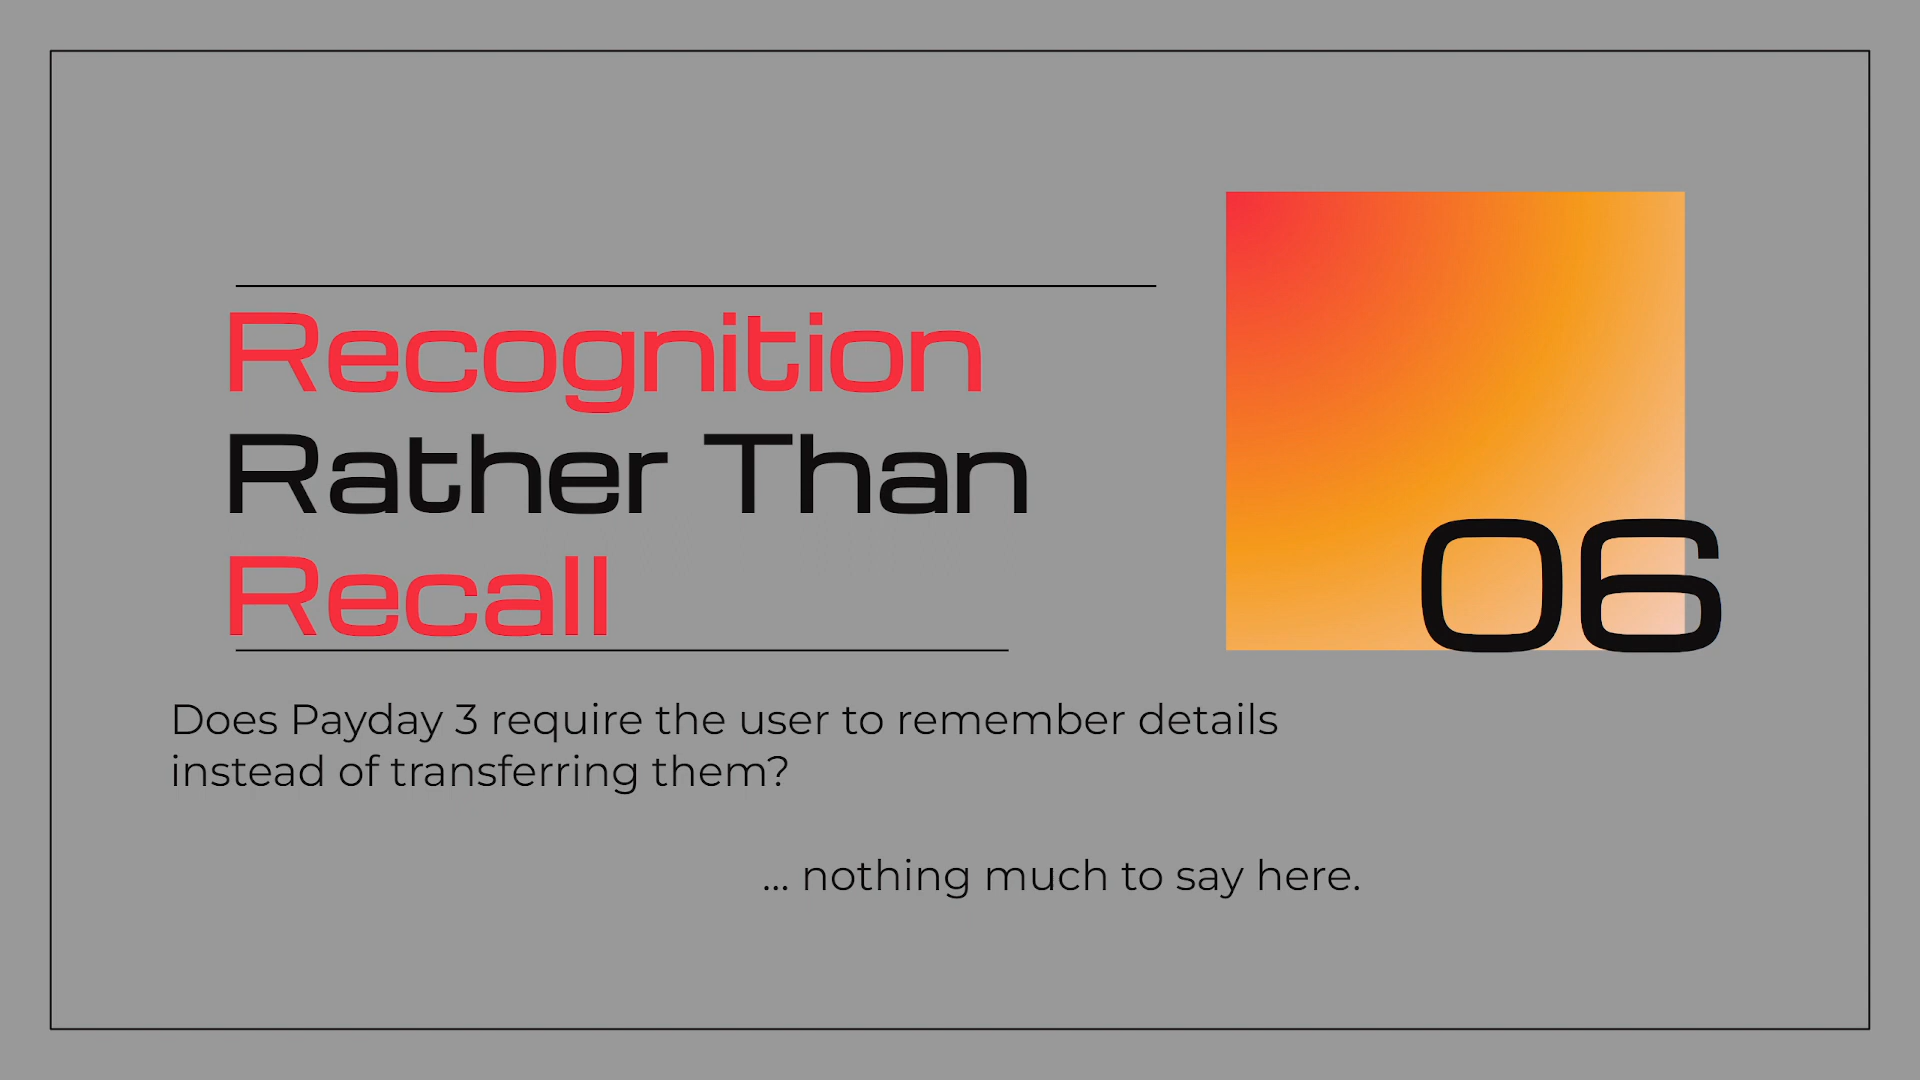 Recognition
Rather Than
Recall
06
Does Payday 3 require the user to remember details
instead of transferring them?
... nothing much to say here.